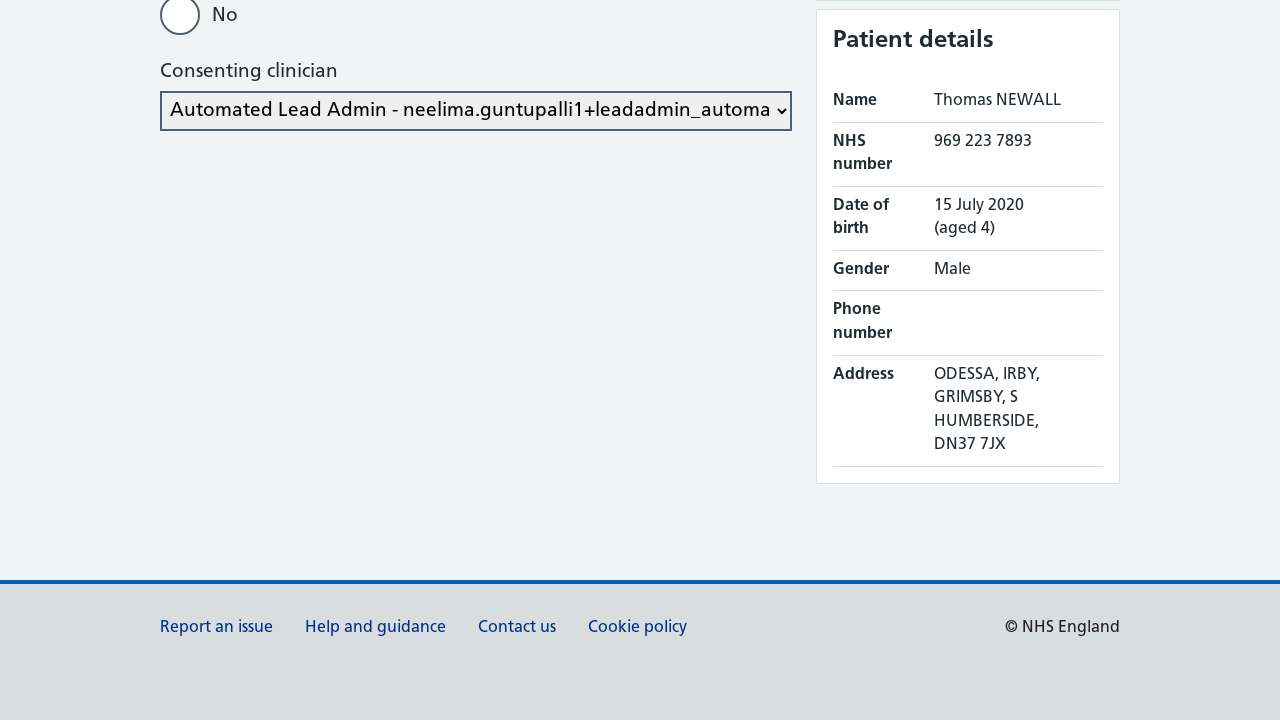 No
Consenting clinician
Automated Lead Admin - neelima.guntupalli1+leadadmin_automa
Patient details
Name Thomas NEWALL
NHS number 969 223 7893
Date of birth 15 July 2020 (aged 4)
Gender Male
Phone number
Address ODESSA, IRBY,
GRIMSBY, S
HUMBERSIDE,
DN37 7JX
Report an issue Help and guidance Contact us Cookie policy © NHS England